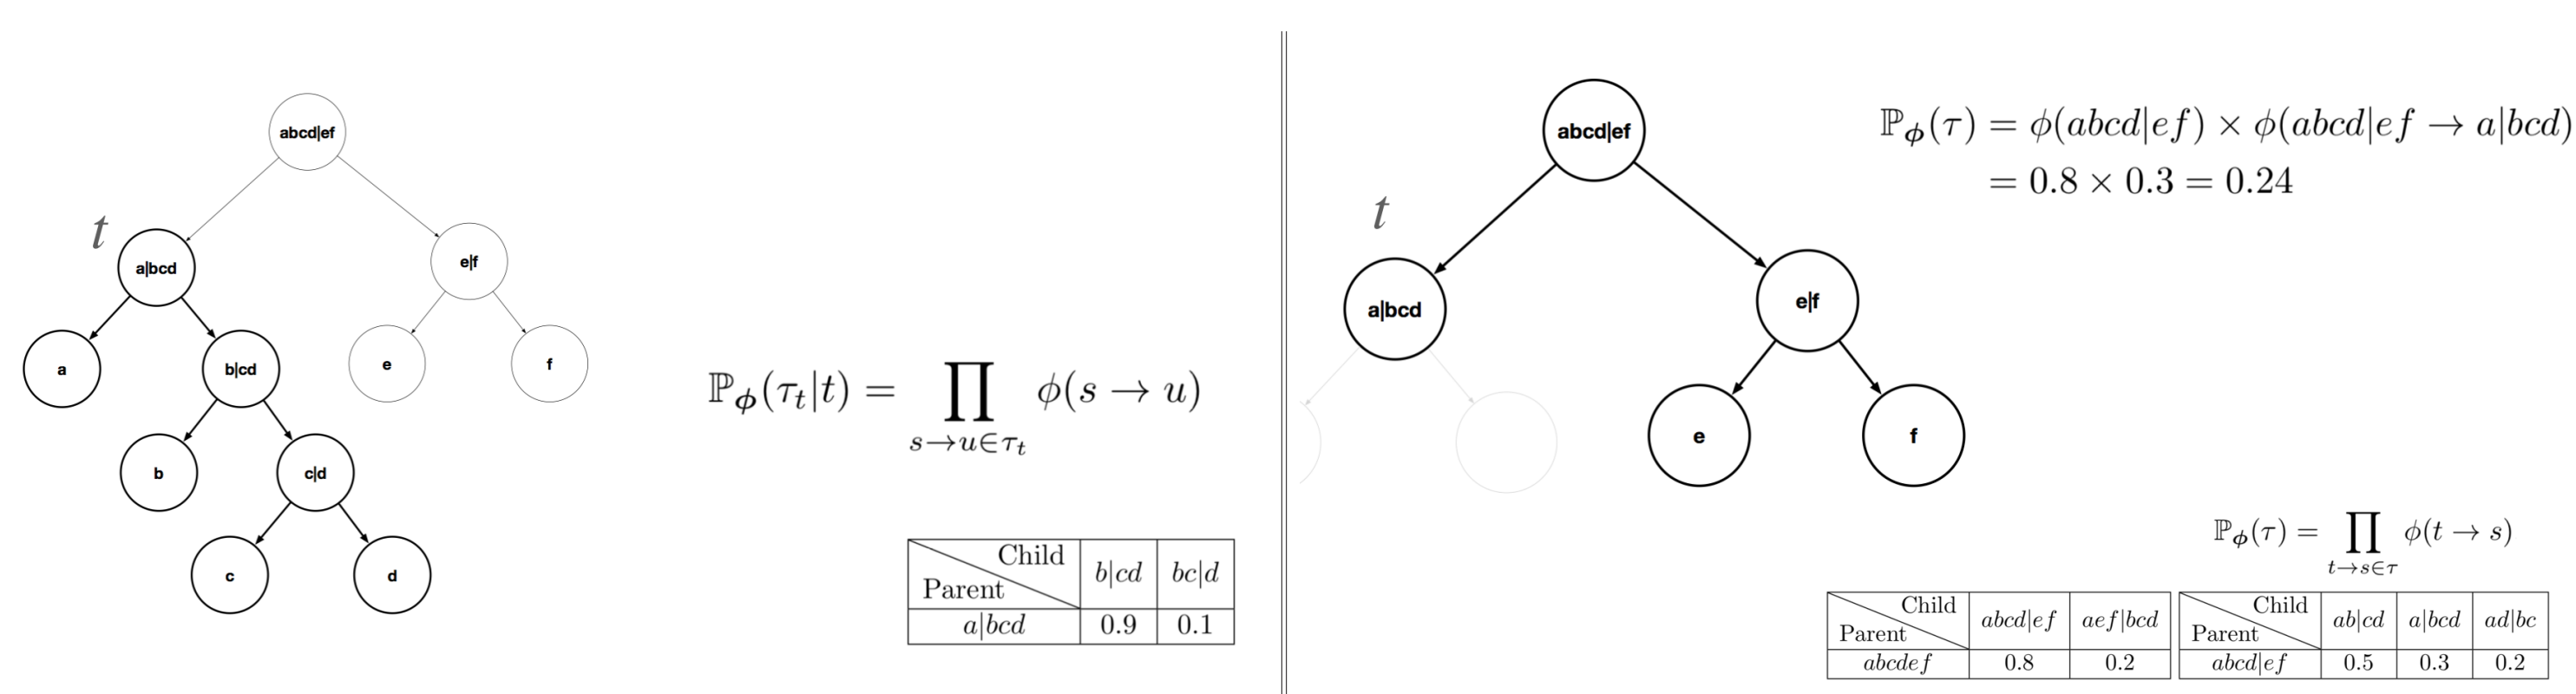 abcd|ef
t
a|bcd
e|f
a
b|cd
e
f
b
c|d
c
d
ℙ_ϕ(τ_t|t) = ∏_{s→u∈τ_t} ϕ(s → u)
Child b|cd bc|d
Parent
a|bcd 0.9 0.1
abcd|ef
t
a|bcd
e|f
e
f
ℙ_ϕ(τ) = ϕ(abcd|ef) × ϕ(abcd|ef → a|bcd)
= 0.8 × 0.3 = 0.24
ℙ_ϕ(τ) = ∏_{t→s∈τ} ϕ(t → s)
Child abcd|ef aef|bcd
Parent
abcdef 0.8 0.2
Child ab|cd a|bcd ad|bc
Parent
abcd|ef 0.5 0.3 0.2